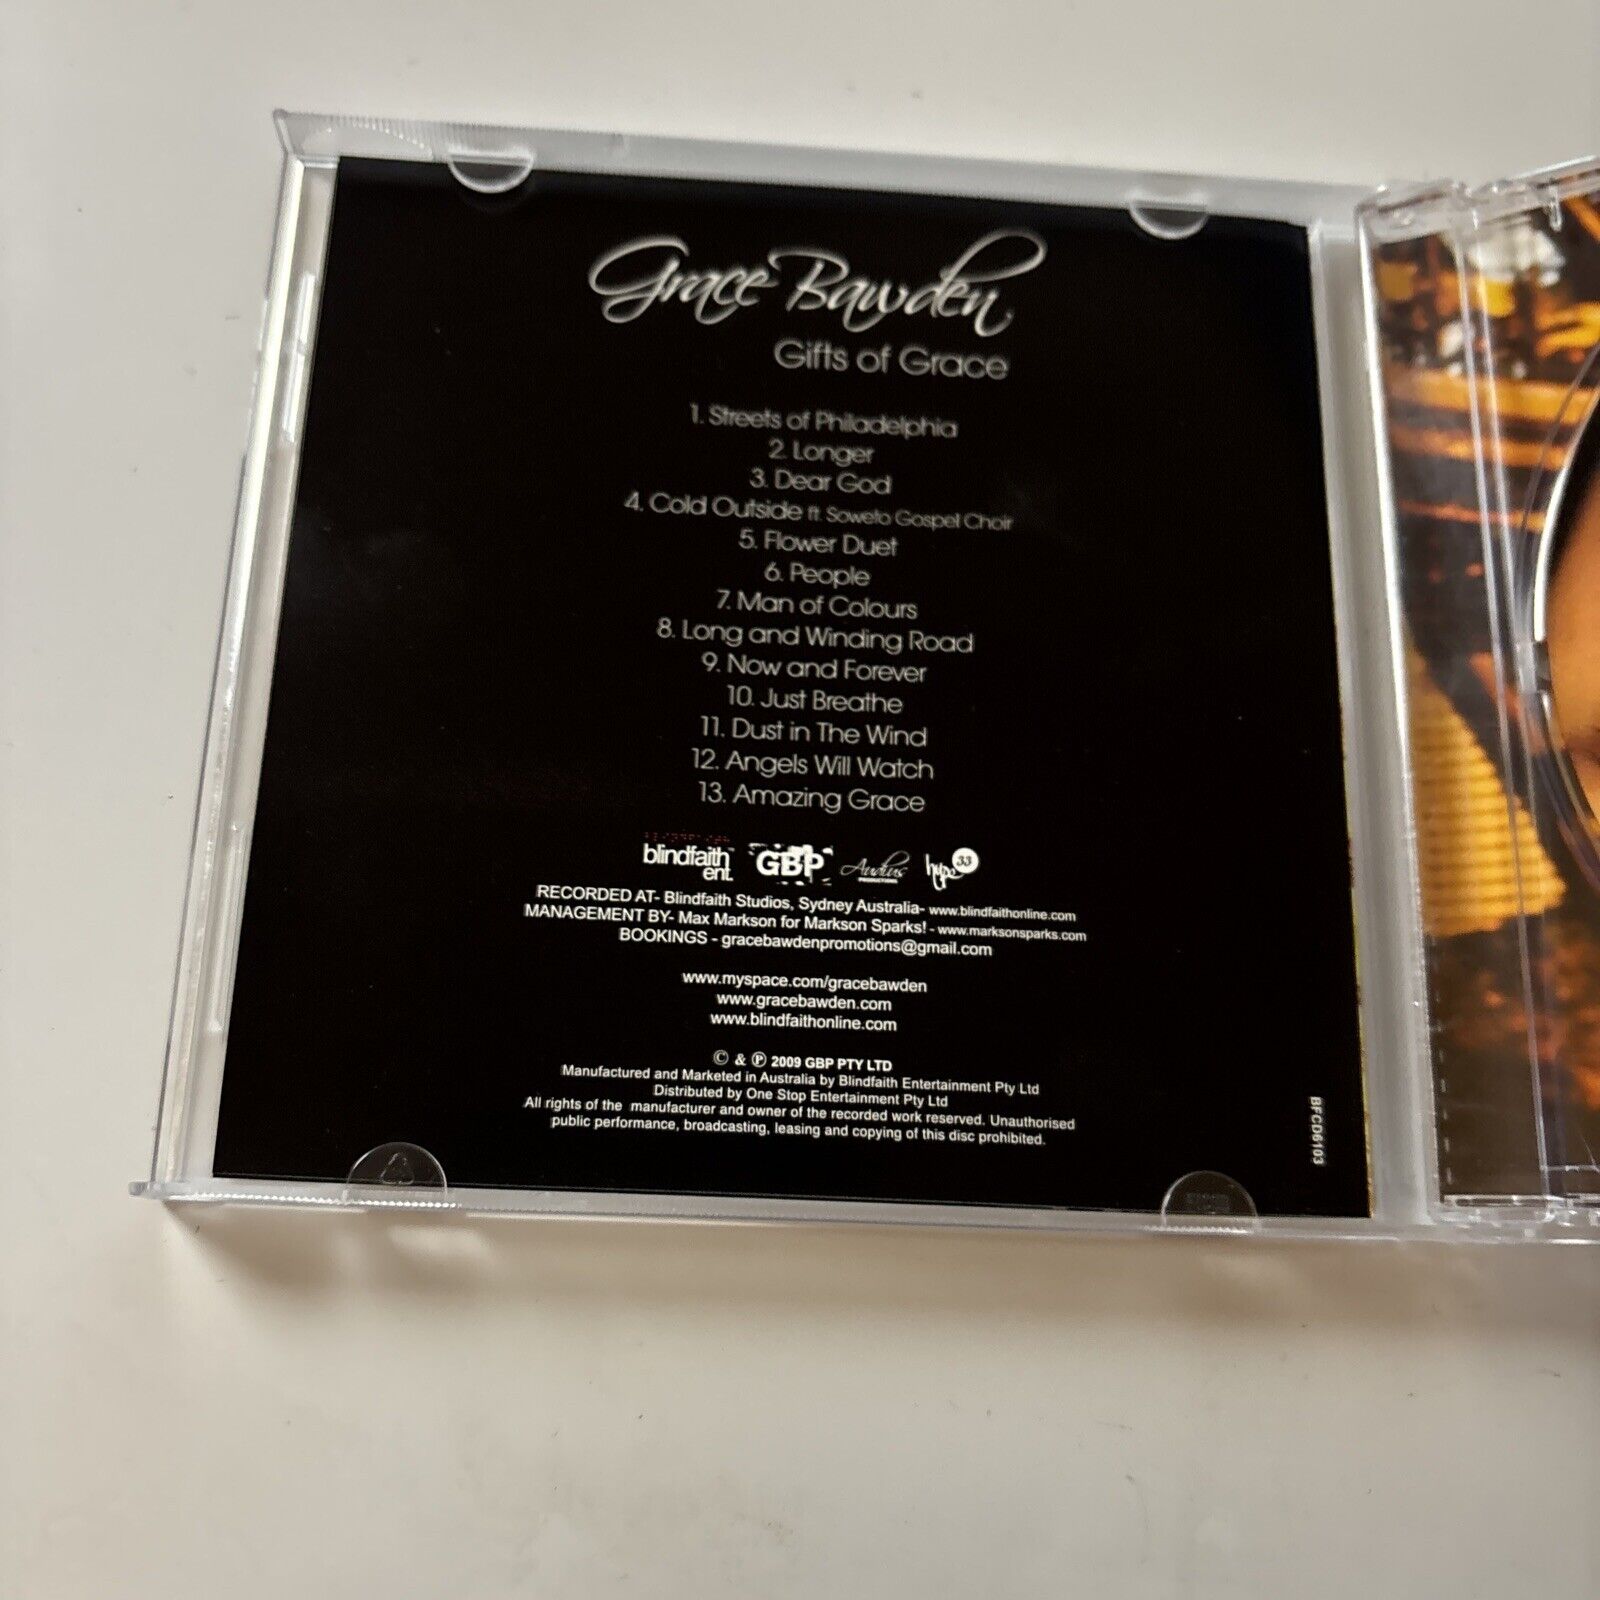 Grace Bawden
Gifts of Grace
1. Streets of Philadelphia
2. Longer
3. Dear God
4. Cold Outside ft. Soweto Gospel Choir
5. Flower Duet
6. People
7. Man of Colours
8. Long and Winding Road
9. Now and Forever
10. Just Breathe
11. Dust in The Wind
12. Angels Will Watch
13. Amazing Grace
blindfaith ent. GBP Audius PRODUCTIONS hype 33
RECORDED AT- Blindfaith Studios, Sydney Australia- www.blindfaithonline.com
MANAGEMENT BY- Max Markson for Markson Sparks! - www.marksonsparks.com
BOOKINGS - gracebawdenpromotions@gmail.com
www.myspace.com/gracebawden
www.gracebawden.com
www.blindfaithonline.com
© & ℗ 2009 GBP PTY LTD
Manufactured and Marketed in Australia by Blindfaith Entertainment Pty Ltd
Distributed by One Stop Entertainment Pty Ltd
All rights of the manufacturer and owner of the recorded work reserved. Unauthorised
public performance, broadcasting, leasing and copying of this disc prohibited.
BFCD6103